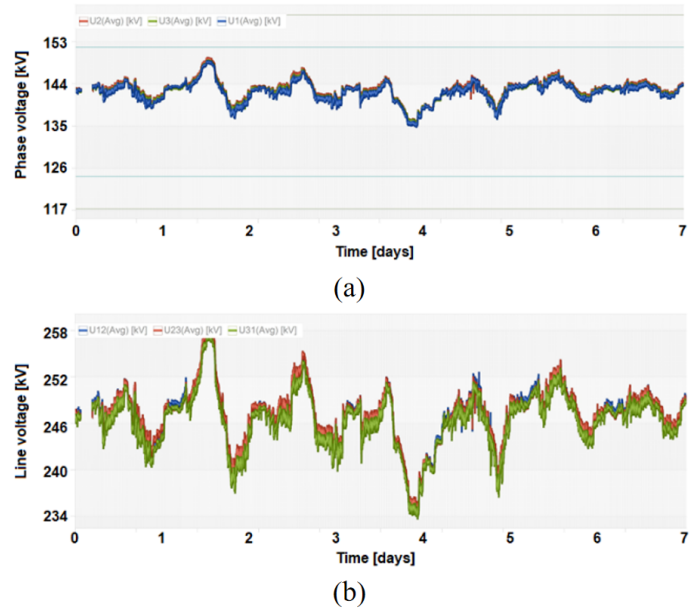 U2(Avg) [kV] U3(Avg) [kV] U1(Avg) [kV]
Phase voltage [kV]
153
144
135
126
117
0 1 2 3 4 5 6 7
Time [days]
(a)
U12(Avg) [kV] U23(Avg) [kV] U31(Avg) [kV]
Line voltage [kV]
258
252
246
240
234
0 1 2 3 4 5 6 7
Time [days]
(b)